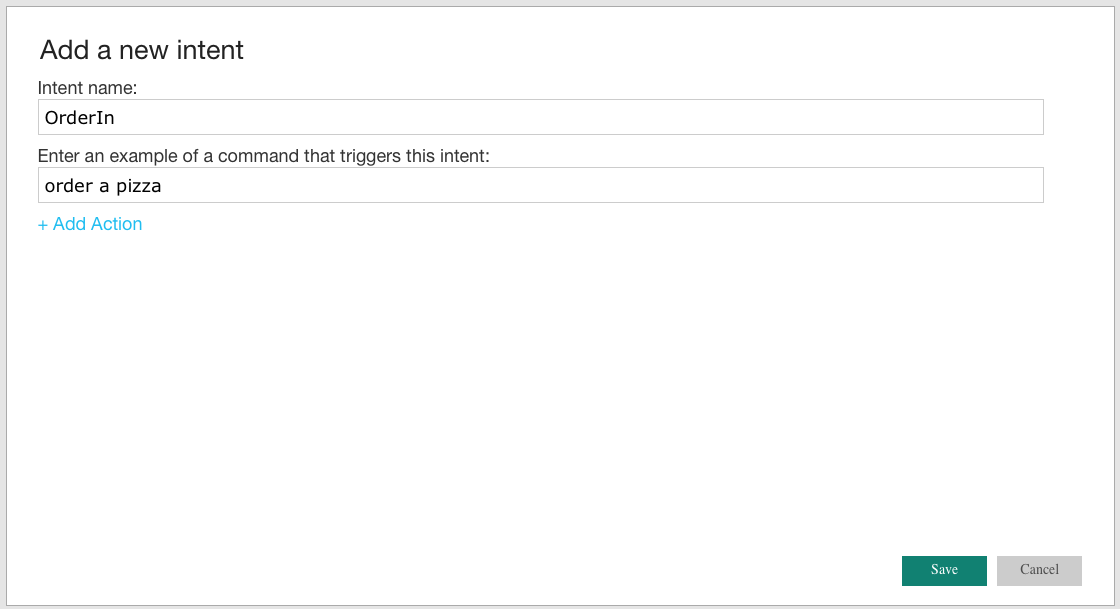 Add a new intent
Intent name:
OrderIn
Enter an example of a command that triggers this intent:
order a pizza
+ Add Action
Save Cancel